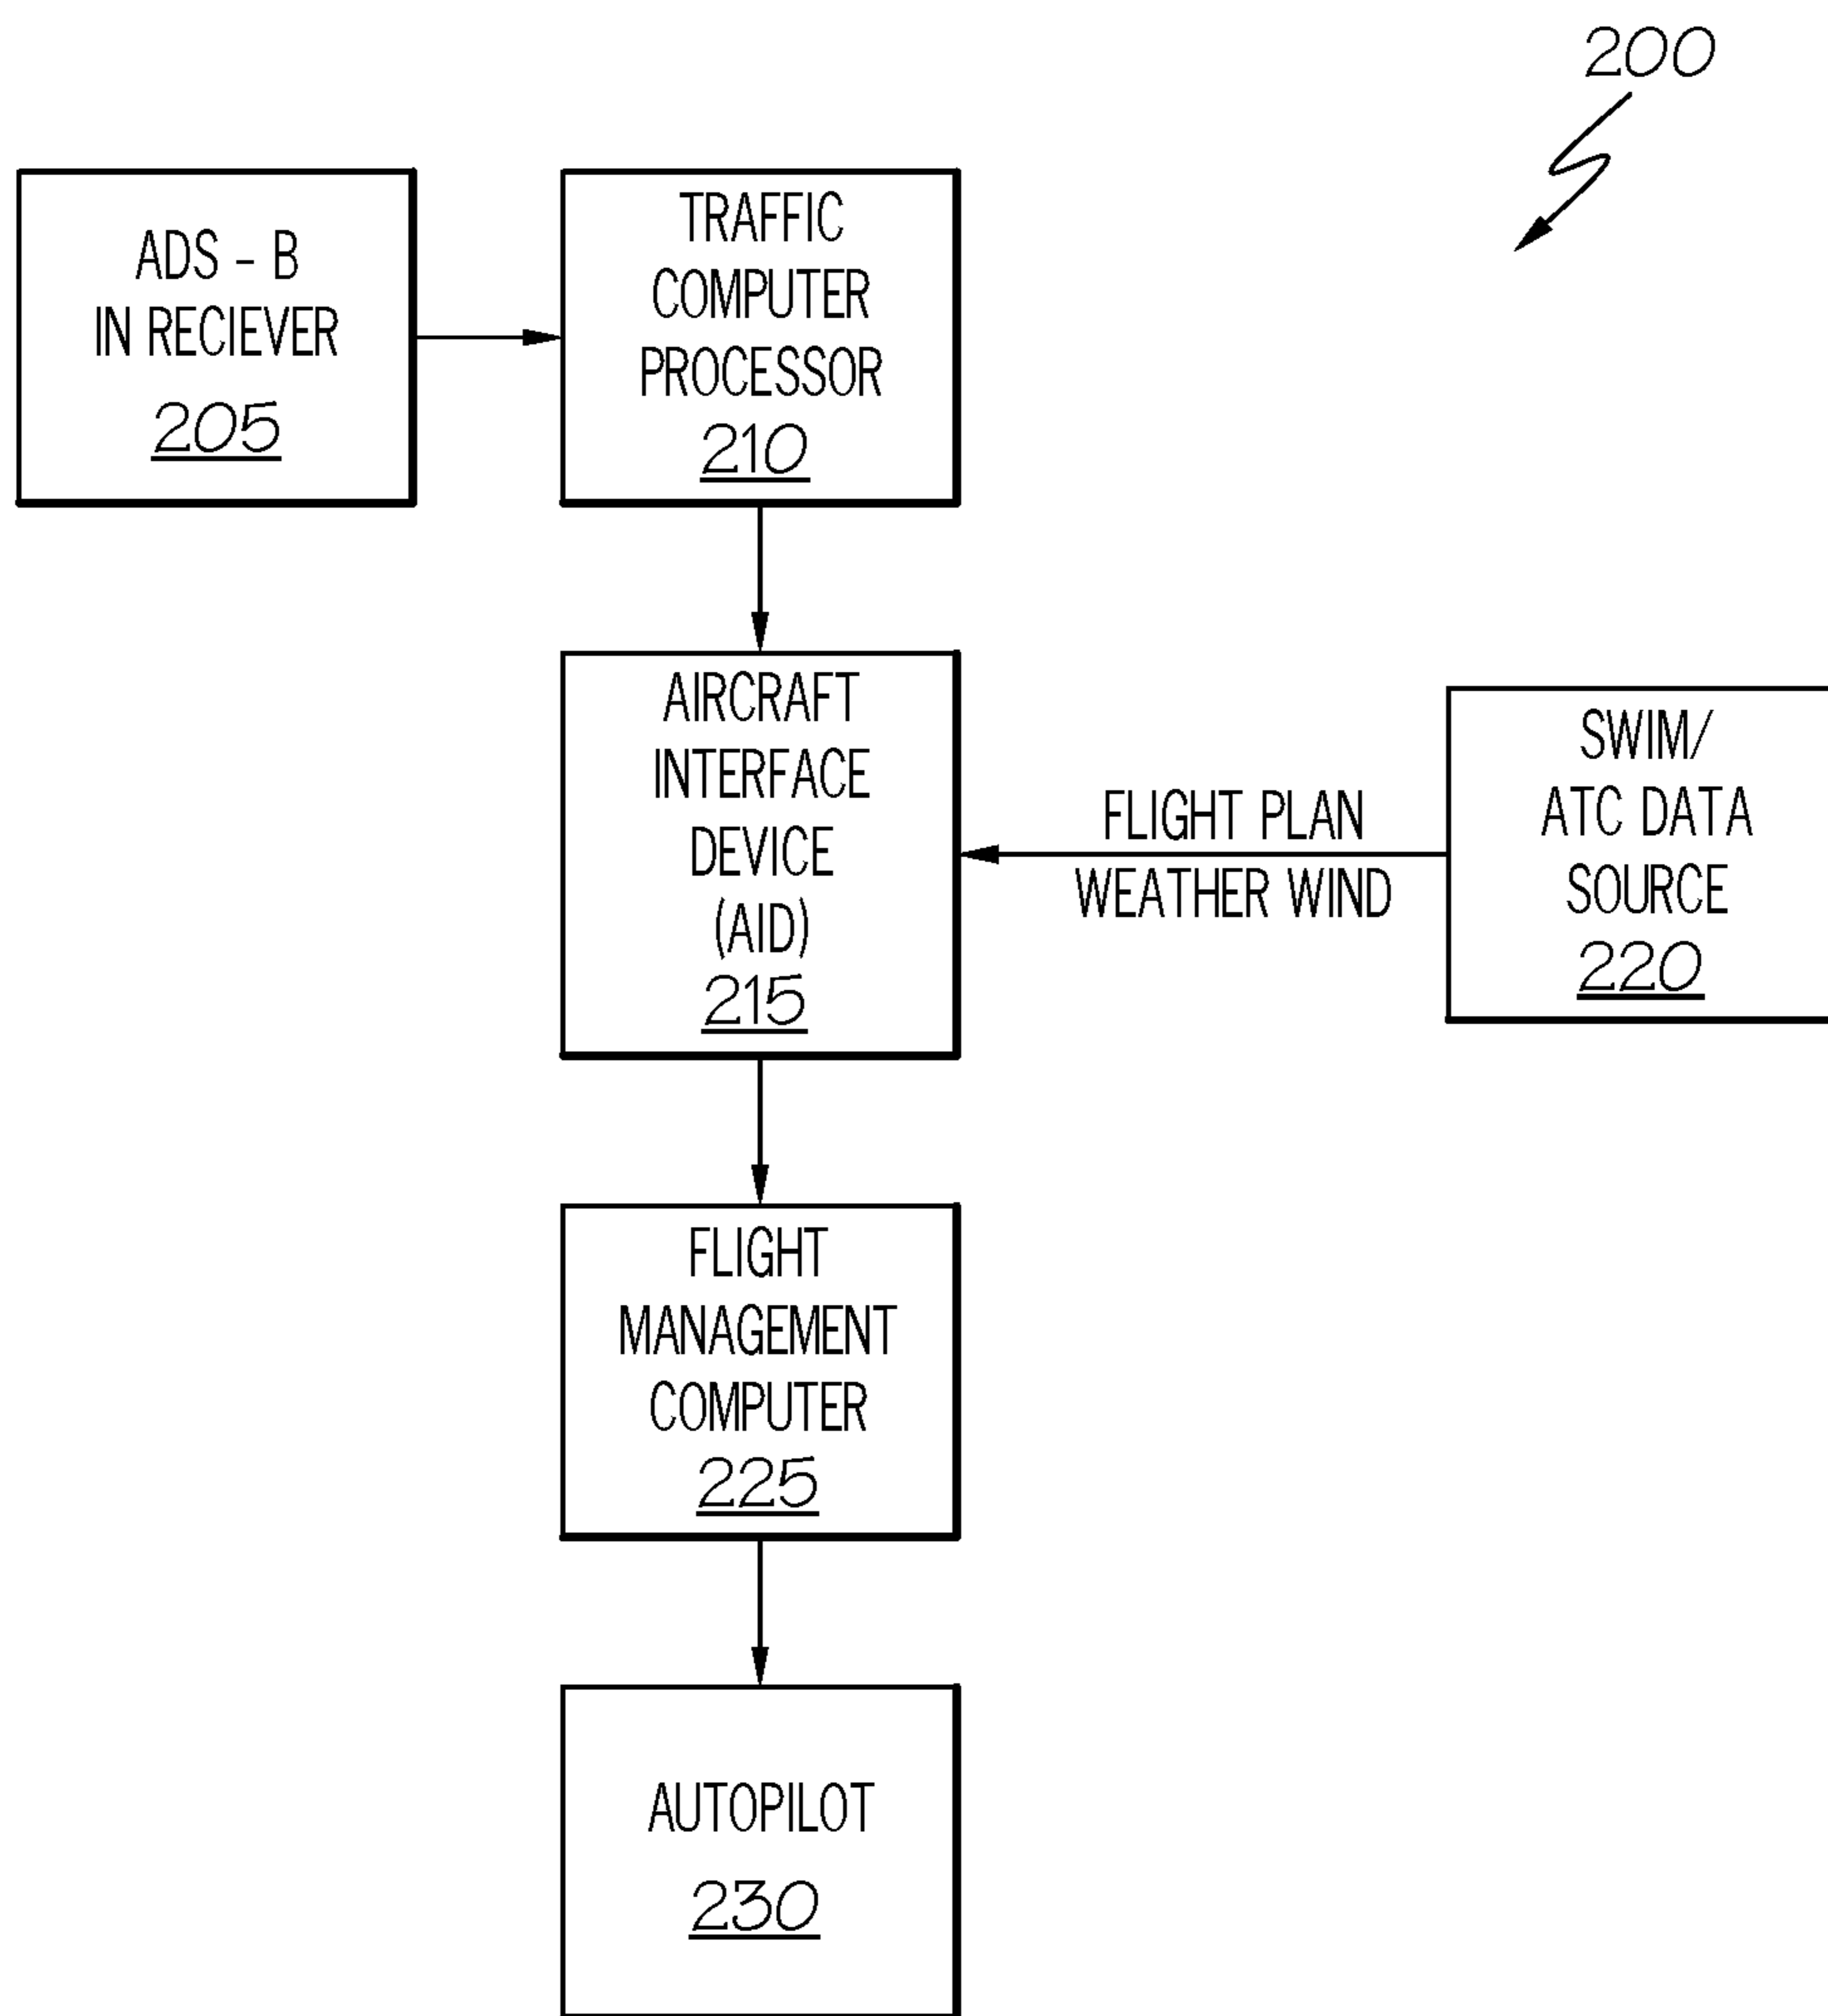 200
ADS - B
IN RECIEVER
205
TRAFFIC
COMPUTER
PROCESSOR
210
AIRCRAFT
INTERFACE
DEVICE
(AID)
215
FLIGHT PLAN
WEATHER WIND
SWIM/
ATC DATA
SOURCE
220
FLIGHT
MANAGEMENT
COMPUTER
225
AUTOPILOT
230